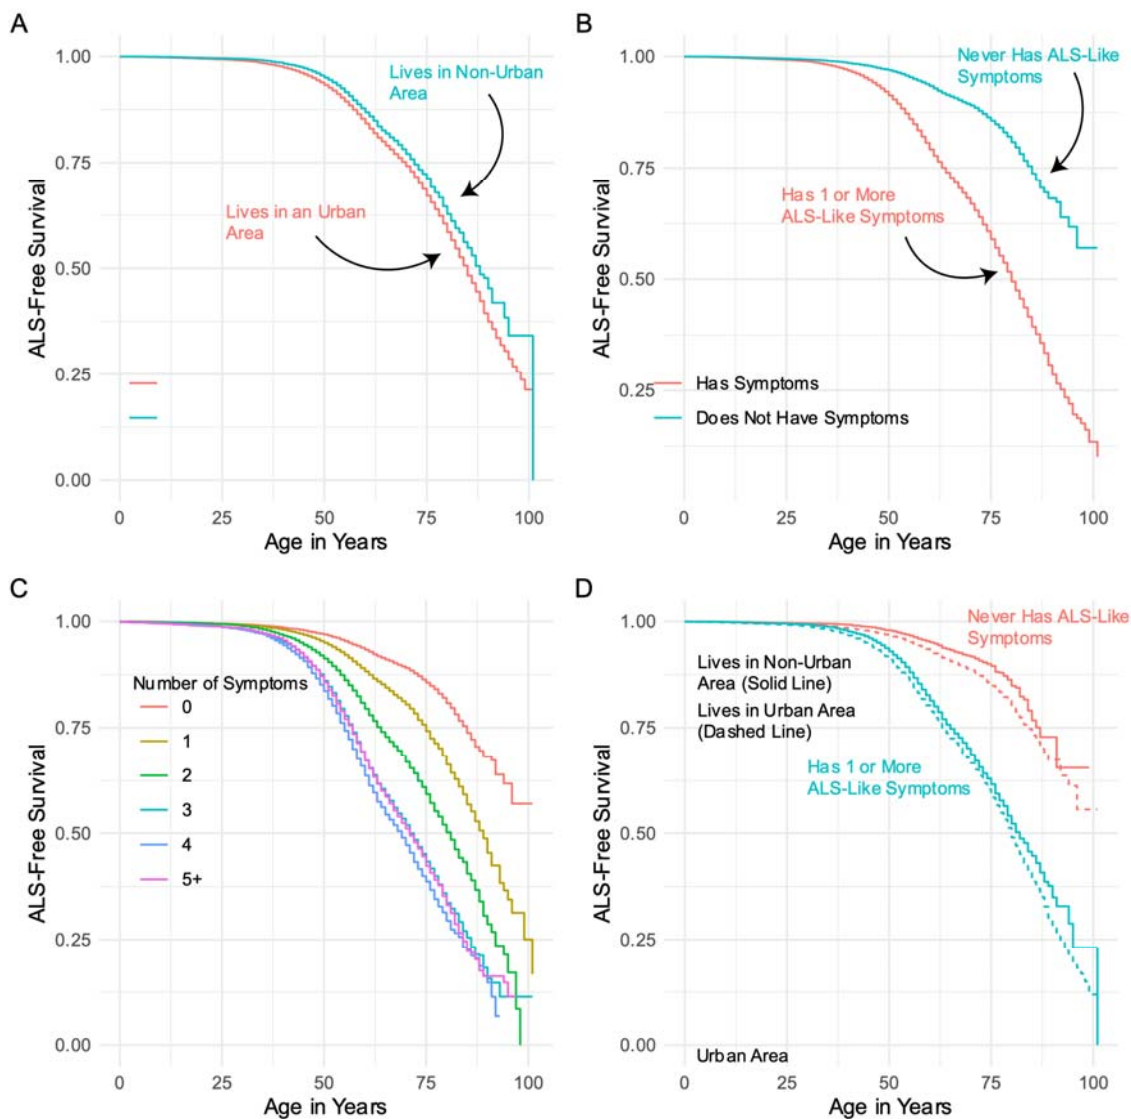 A
1.00
0.75
0.50
0.25
0.00
ALS-Free Survival
Lives in Non-Urban
Area
Lives in an Urban
Area
0
25
50
75
100
Age in Years
B
1.00
0.75
0.50
0.25
ALS-Free Survival
Never Has ALS-Like
Symptoms
Has 1 or More
ALS-Like Symptoms
Has Symptoms
Does Not Have Symptoms
0
25
50
75
100
Age in Years
C
1.00
0.75
0.50
0.25
0.00
ALS-Free Survival
Number of Symptoms
0
1
2
3
4
5+
0
25
50
75
100
Age in Years
D
1.00
0.75
0.50
0.25
0.00
ALS-Free Survival
Never Has ALS-Like
Symptoms
Lives in Non-Urban
Area (Solid Line)
Lives in Urban Area
(Dashed Line)
Has 1 or More
ALS-Like Symptoms
Urban Area
0
25
50
75
100
Age in Years